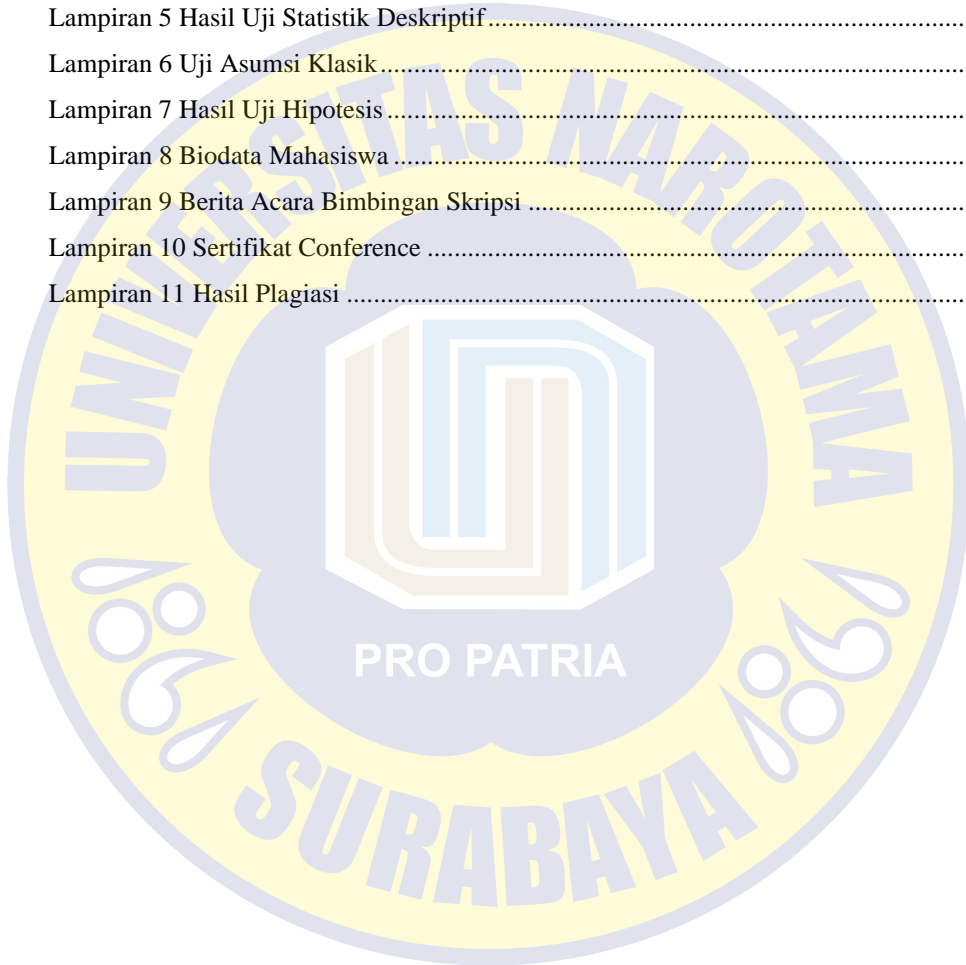 Lampiran 5 Hasil Uji Statistik Deskriptif......................................................................
Lampiran 6 Uji Asumsi Klasik......................................................................
Lampiran 7 Hasil Uji Hipotesis......................................................................
Lampiran 8 Biodata Mahasiswa ......................................................................
Lampiran 9 Berita Acara Bimbingan Skripsi ......................................................................
Lampiran 10 Sertifikat Conference ......................................................................
Lampiran 11 Hasil Plagiasi ......................................................................
UNIVERSITAS NAROTAMA
PRO PATRIA
SURABAYA